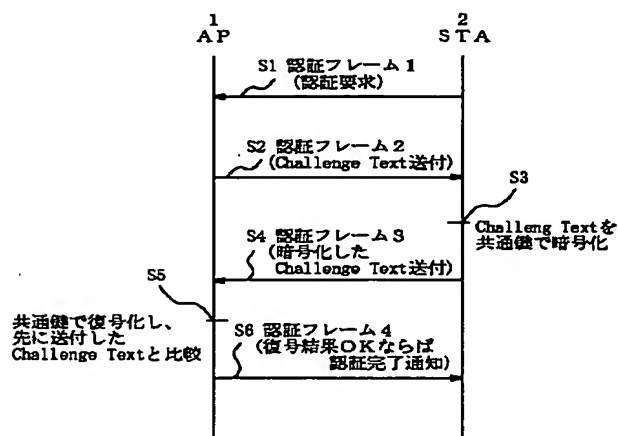 1
AP
2
STA
S1 認証フレーム1
(認証要求)
S2 認証フレーム2
(Challenge Text送付)
S3
Challeng Textを
共通鍵で暗号化
S4 認証フレーム3
(暗号化した
Challenge Text送付)
S5
共通鍵で復号化し、
先に送付した
Challenge Textと比較
S6 認証フレーム4
(復号結果OKならば
認証完了通知)